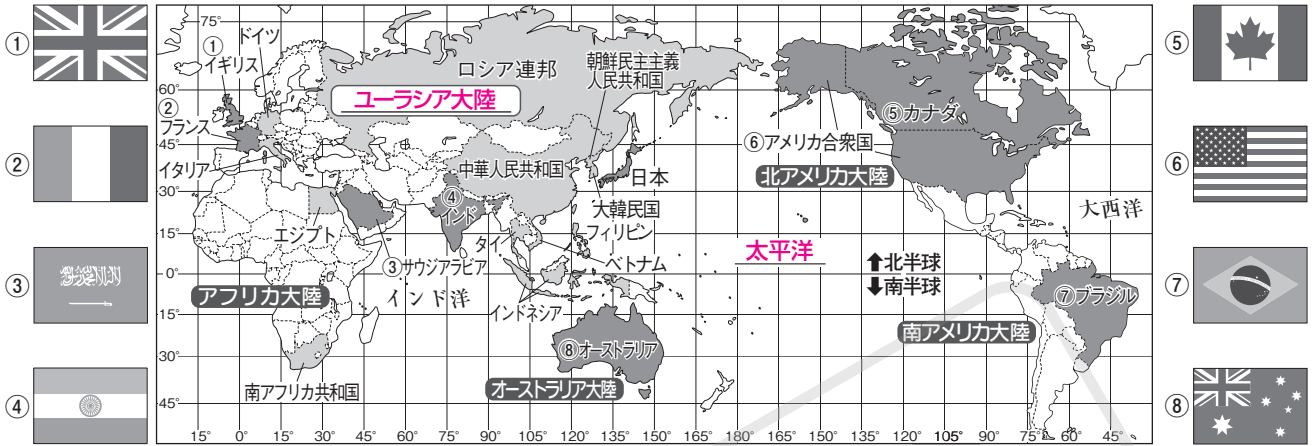 ①
②
③
④
⑤
⑥
⑦
⑧
75°
60°
45°
30°
15°
0°
15°
30°
45°
①
イギリス
ドイツ
②
フランス
イタリア
ロシア連邦
ユーラシア大陸
朝鮮民主主義
人民共和国
中華人民共和国
日本
大韓民国
フィリピン
ベトナム
タイ
④
インド
エジプト
③サウジアラビア
インド洋
アフリカ大陸
インドネシア
⑧オーストラリア
オーストラリア大陸
南アフリカ共和国
太平洋
⑤カナダ
⑥アメリカ合衆国
北アメリカ大陸
大西洋
⬆北半球
⬇南半球
⑦ブラジル
南アメリカ大陸
15° 0° 15° 30° 45° 60° 75° 90° 105° 120° 135° 150° 165° 180° 165° 150° 135° 120° 105° 90° 75° 60° 45°